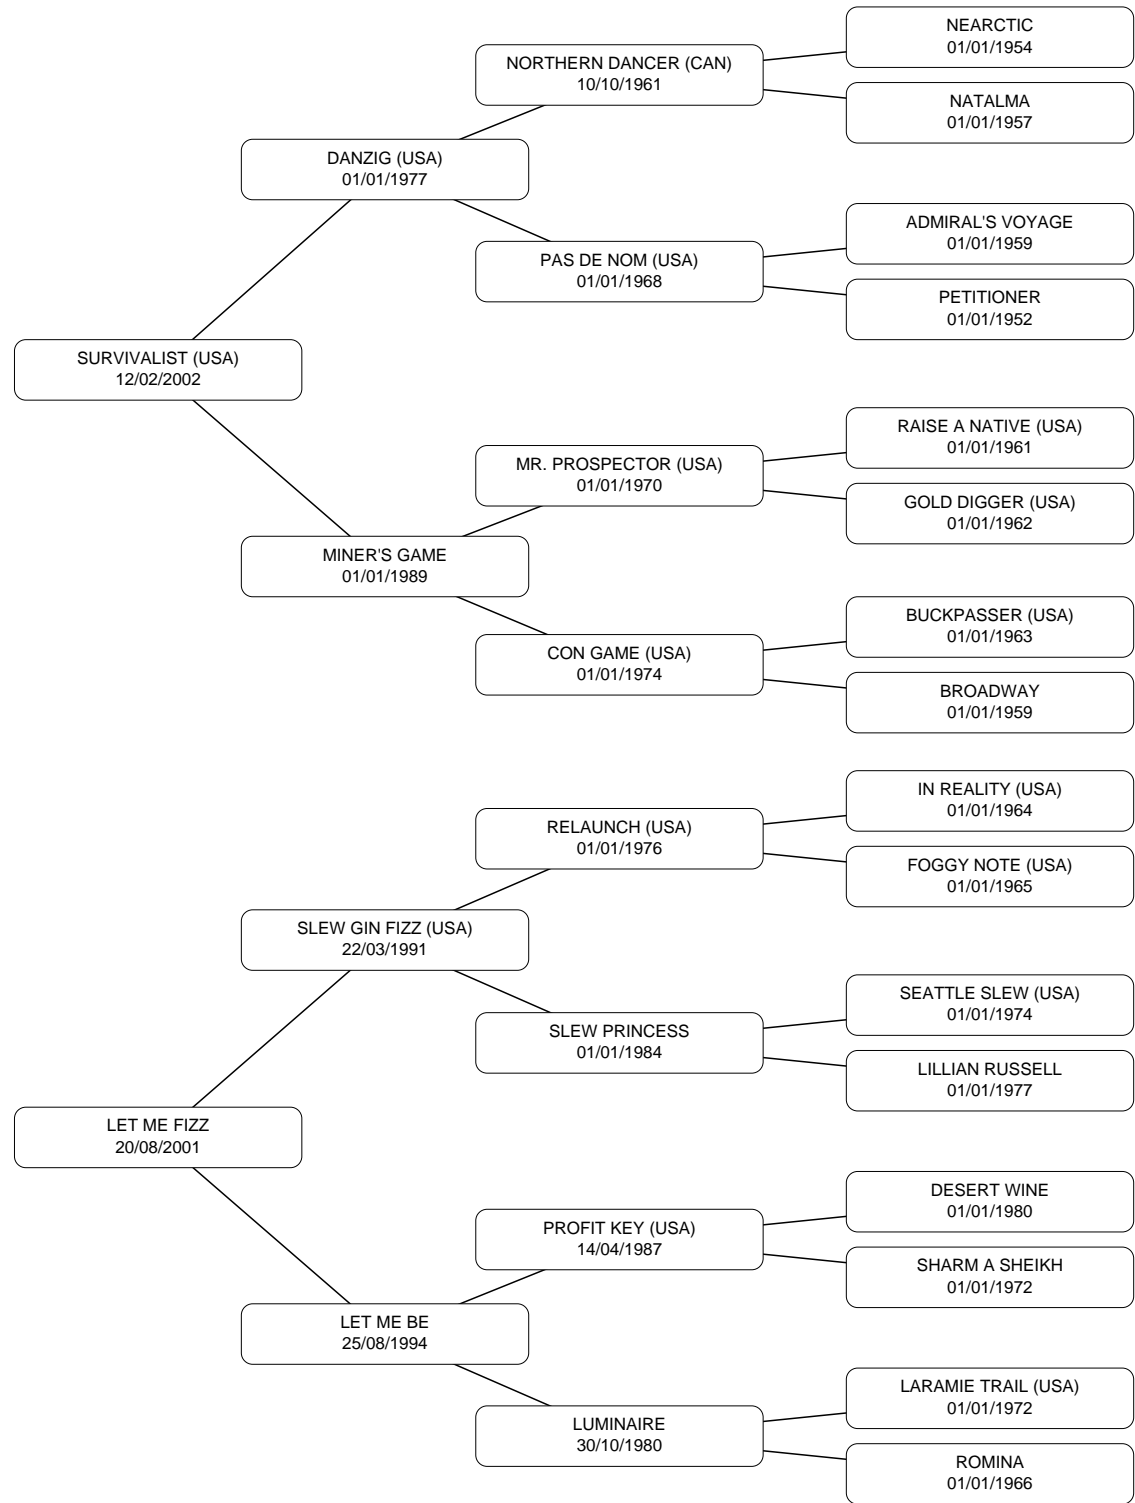 NEARCTIC
01/01/1954
NORTHERN DANCER (CAN)
10/10/1961
NATALMA
01/01/1957
DANZIG (USA)
01/01/1977
ADMIRAL'S VOYAGE
01/01/1959
PAS DE NOM (USA)
01/01/1968
PETITIONER
01/01/1952
SURVIVALIST (USA)
12/02/2002
RAISE A NATIVE (USA)
01/01/1961
MR. PROSPECTOR (USA)
01/01/1970
GOLD DIGGER (USA)
01/01/1962
MINER'S GAME
01/01/1989
BUCKPASSER (USA)
01/01/1963
CON GAME (USA)
01/01/1974
BROADWAY
01/01/1959
IN REALITY (USA)
01/01/1964
RELAUNCH (USA)
01/01/1976
FOGGY NOTE (USA)
01/01/1965
SLEW GIN FIZZ (USA)
22/03/1991
SEATTLE SLEW (USA)
01/01/1974
SLEW PRINCESS
01/01/1984
LILLIAN RUSSELL
01/01/1977
LET ME FIZZ
20/08/2001
DESERT WINE
01/01/1980
PROFIT KEY (USA)
14/04/1987
SHARM A SHEIKH
01/01/1972
LET ME BE
25/08/1994
LARAMIE TRAIL (USA)
01/01/1972
LUMINAIRE
30/10/1980
ROMINA
01/01/1966